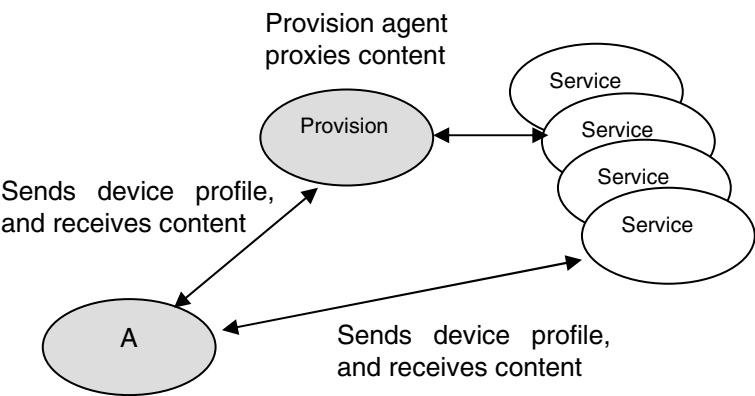 Provision agent
proxies content
Service
Provision
Service
Service
Sends device profile,
and receives content
Service
A
Sends device profile,
and receives content